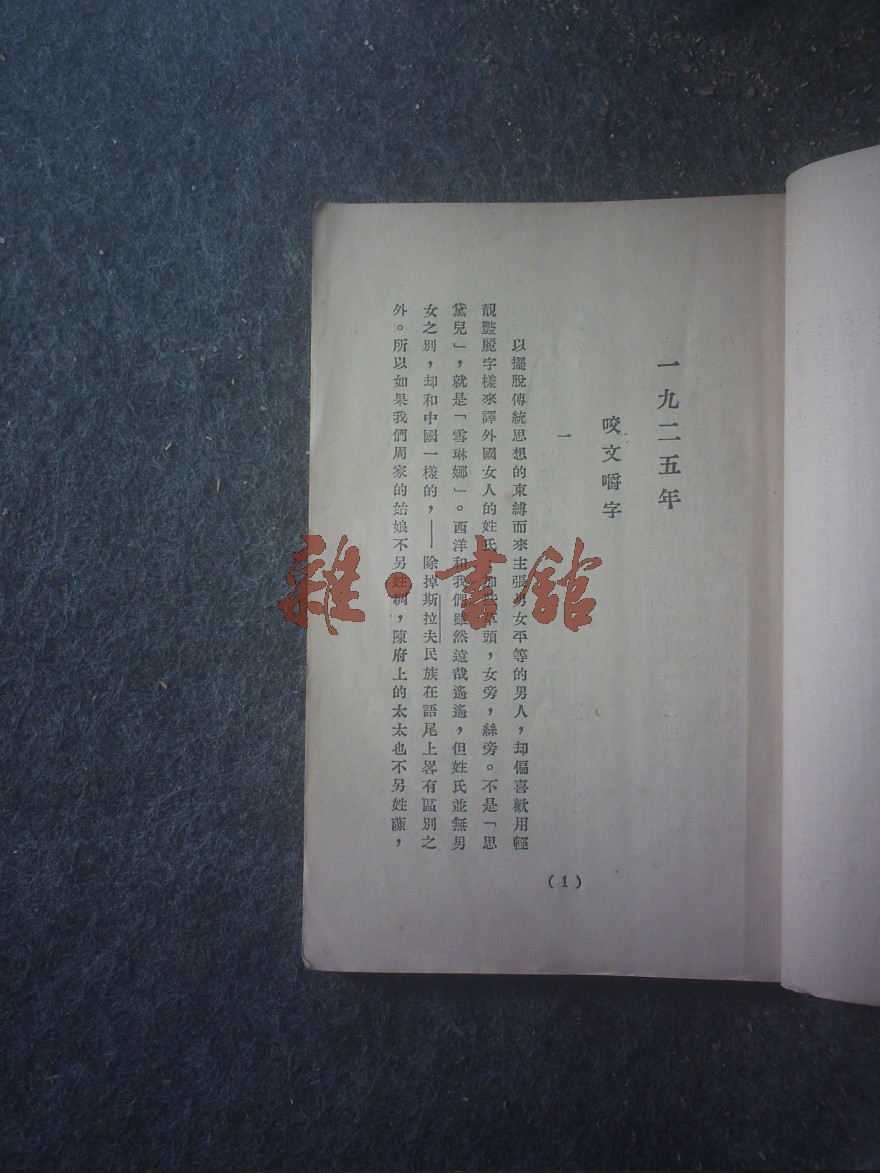 一九二五年
咬文嚼字
一
以擺脫傳統思想的束縛而來主張男女平等的男人，却偏喜歡用輕
靚豔麗字樣來譯外國女人的姓氏草頭，女旁，絲旁。不是「思
黛兒」，就是「雪琳娜」。西洋和我們雖然遠哉遙遙，但姓氏並無男
女之別，却和中國一樣的，——除掉斯拉夫民族在語尾上畧有區別之
外。所以如果我們周家的姑娘不另姓綢，陳府上的太太也不另姓蔯，
(1)
雜·書館